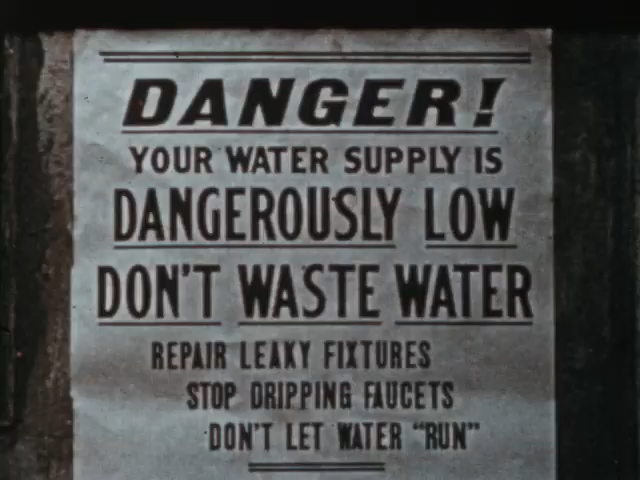 DANGER!
YOUR WATER SUPPLY IS
DANGEROUSLY LOW
DON'T WASTE WATER
REPAIR LEAKY FIXTURES
STOP DRIPPING FAUCETS
DON'T LET WATER "RUN"